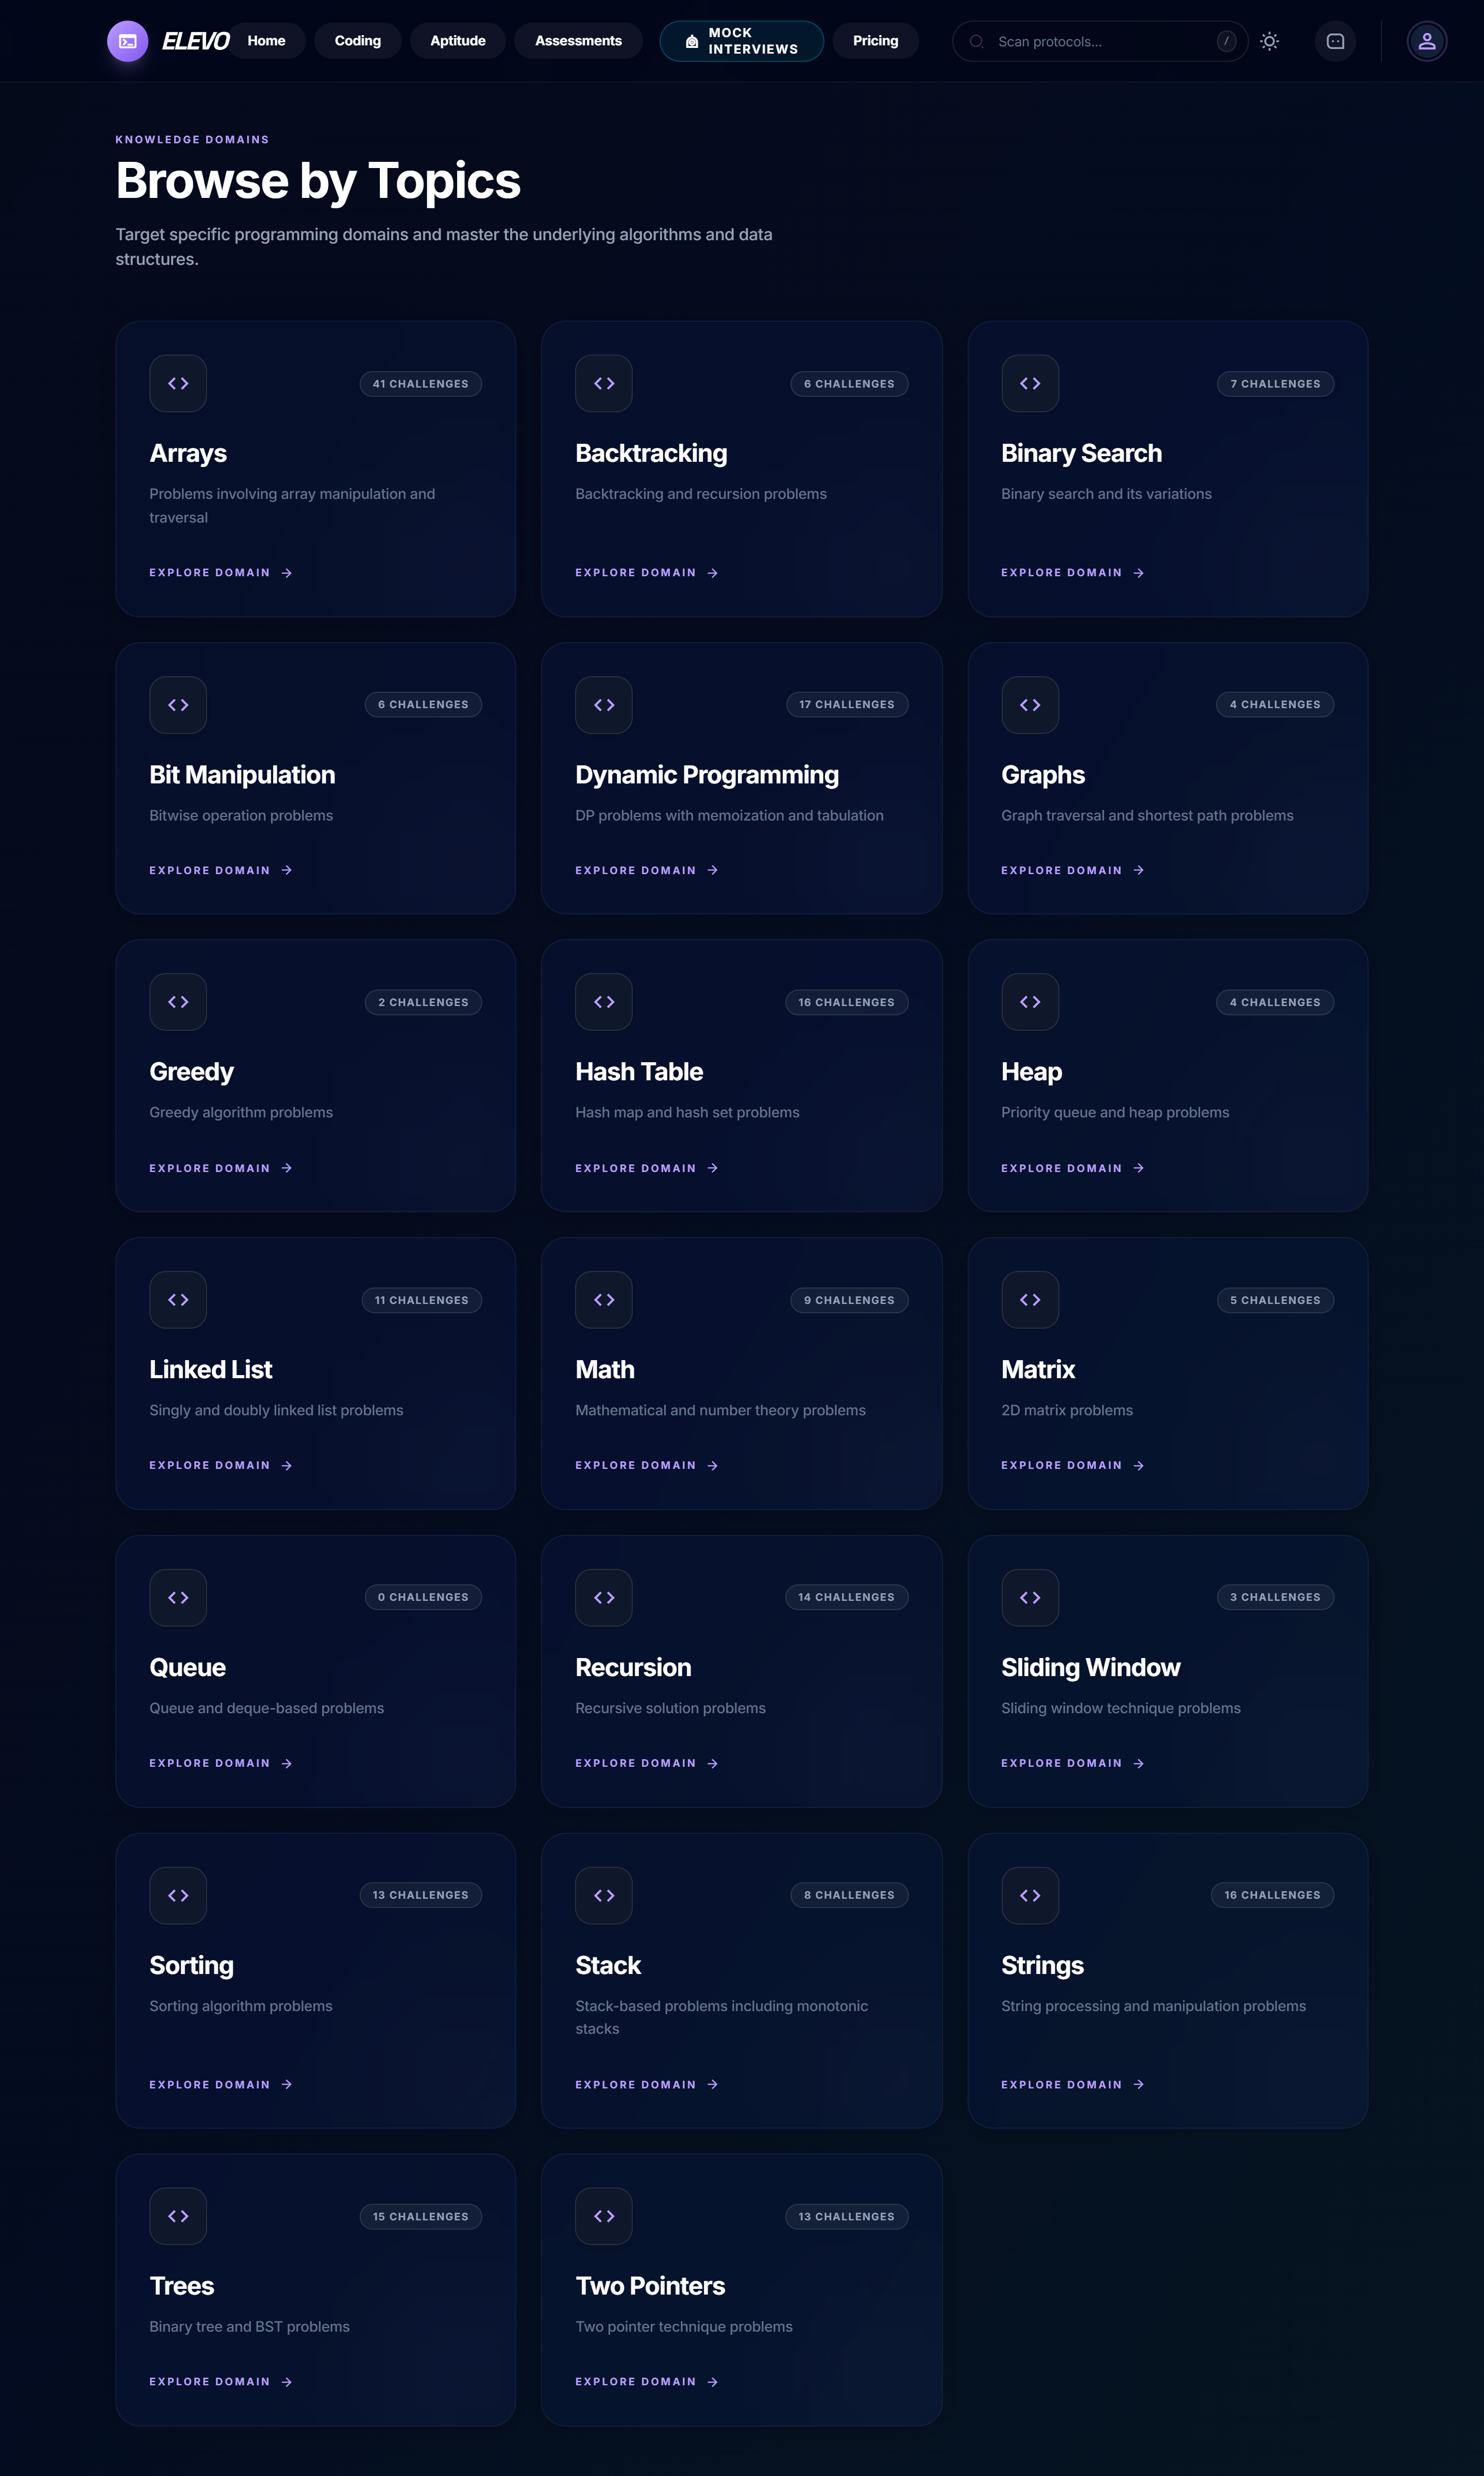 ELEVO
Home
Coding
Aptitude
Assessments
MOCK
INTERVIEWS
Pricing
Scan protocols...
/
KNOWLEDGE DOMAINS
Browse by Topics
Target specific programming domains and master the underlying algorithms and data
structures.
41 CHALLENGES
Arrays
Problems involving array manipulation and
traversal
EXPLORE DOMAIN
6 CHALLENGES
Backtracking
Backtracking and recursion problems
EXPLORE DOMAIN
7 CHALLENGES
Binary Search
Binary search and its variations
EXPLORE DOMAIN
6 CHALLENGES
Bit Manipulation
Bitwise operation problems
EXPLORE DOMAIN
17 CHALLENGES
Dynamic Programming
DP problems with memoization and tabulation
EXPLORE DOMAIN
4 CHALLENGES
Graphs
Graph traversal and shortest path problems
EXPLORE DOMAIN
2 CHALLENGES
Greedy
Greedy algorithm problems
EXPLORE DOMAIN
16 CHALLENGES
Hash Table
Hash map and hash set problems
EXPLORE DOMAIN
4 CHALLENGES
Heap
Priority queue and heap problems
EXPLORE DOMAIN
11 CHALLENGES
Linked List
Singly and doubly linked list problems
EXPLORE DOMAIN
9 CHALLENGES
Math
Mathematical and number theory problems
EXPLORE DOMAIN
5 CHALLENGES
Matrix
2D matrix problems
EXPLORE DOMAIN
0 CHALLENGES
Queue
Queue and deque-based problems
EXPLORE DOMAIN
14 CHALLENGES
Recursion
Recursive solution problems
EXPLORE DOMAIN
3 CHALLENGES
Sliding Window
Sliding window technique problems
EXPLORE DOMAIN
13 CHALLENGES
Sorting
Sorting algorithm problems
EXPLORE DOMAIN
8 CHALLENGES
Stack
Stack-based problems including monotonic
stacks
EXPLORE DOMAIN
16 CHALLENGES
Strings
String processing and manipulation problems
EXPLORE DOMAIN
15 CHALLENGES
Trees
Binary tree and BST problems
EXPLORE DOMAIN
13 CHALLENGES
Two Pointers
Two pointer technique problems
EXPLORE DOMAIN